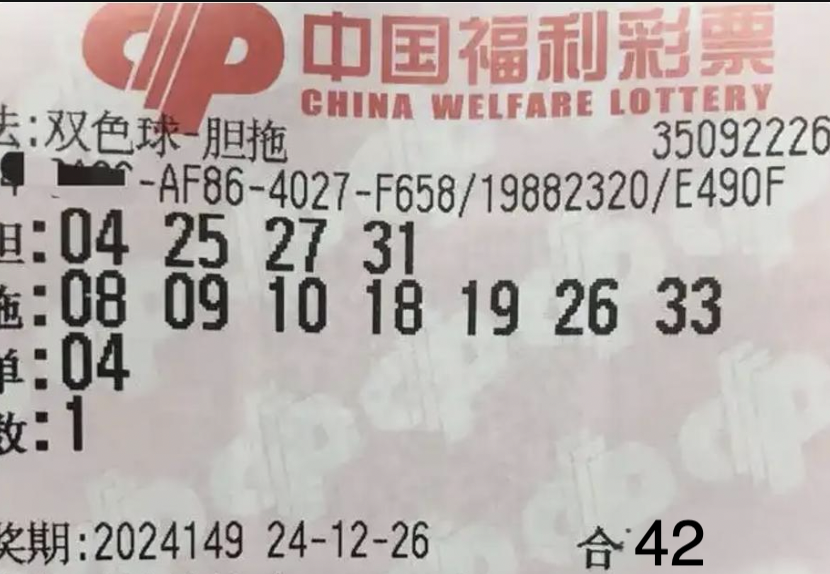 中国福利彩票
CHINA WELFARE LOTTERY
法:双色球-胆拖 35092226
-AF86-4027-F658/19882320/E490F
胆:04 25 27 31
拖:08 09 10 18 19 26 33
单:04
数:1
奖期:2024149 24-12-26 合 42